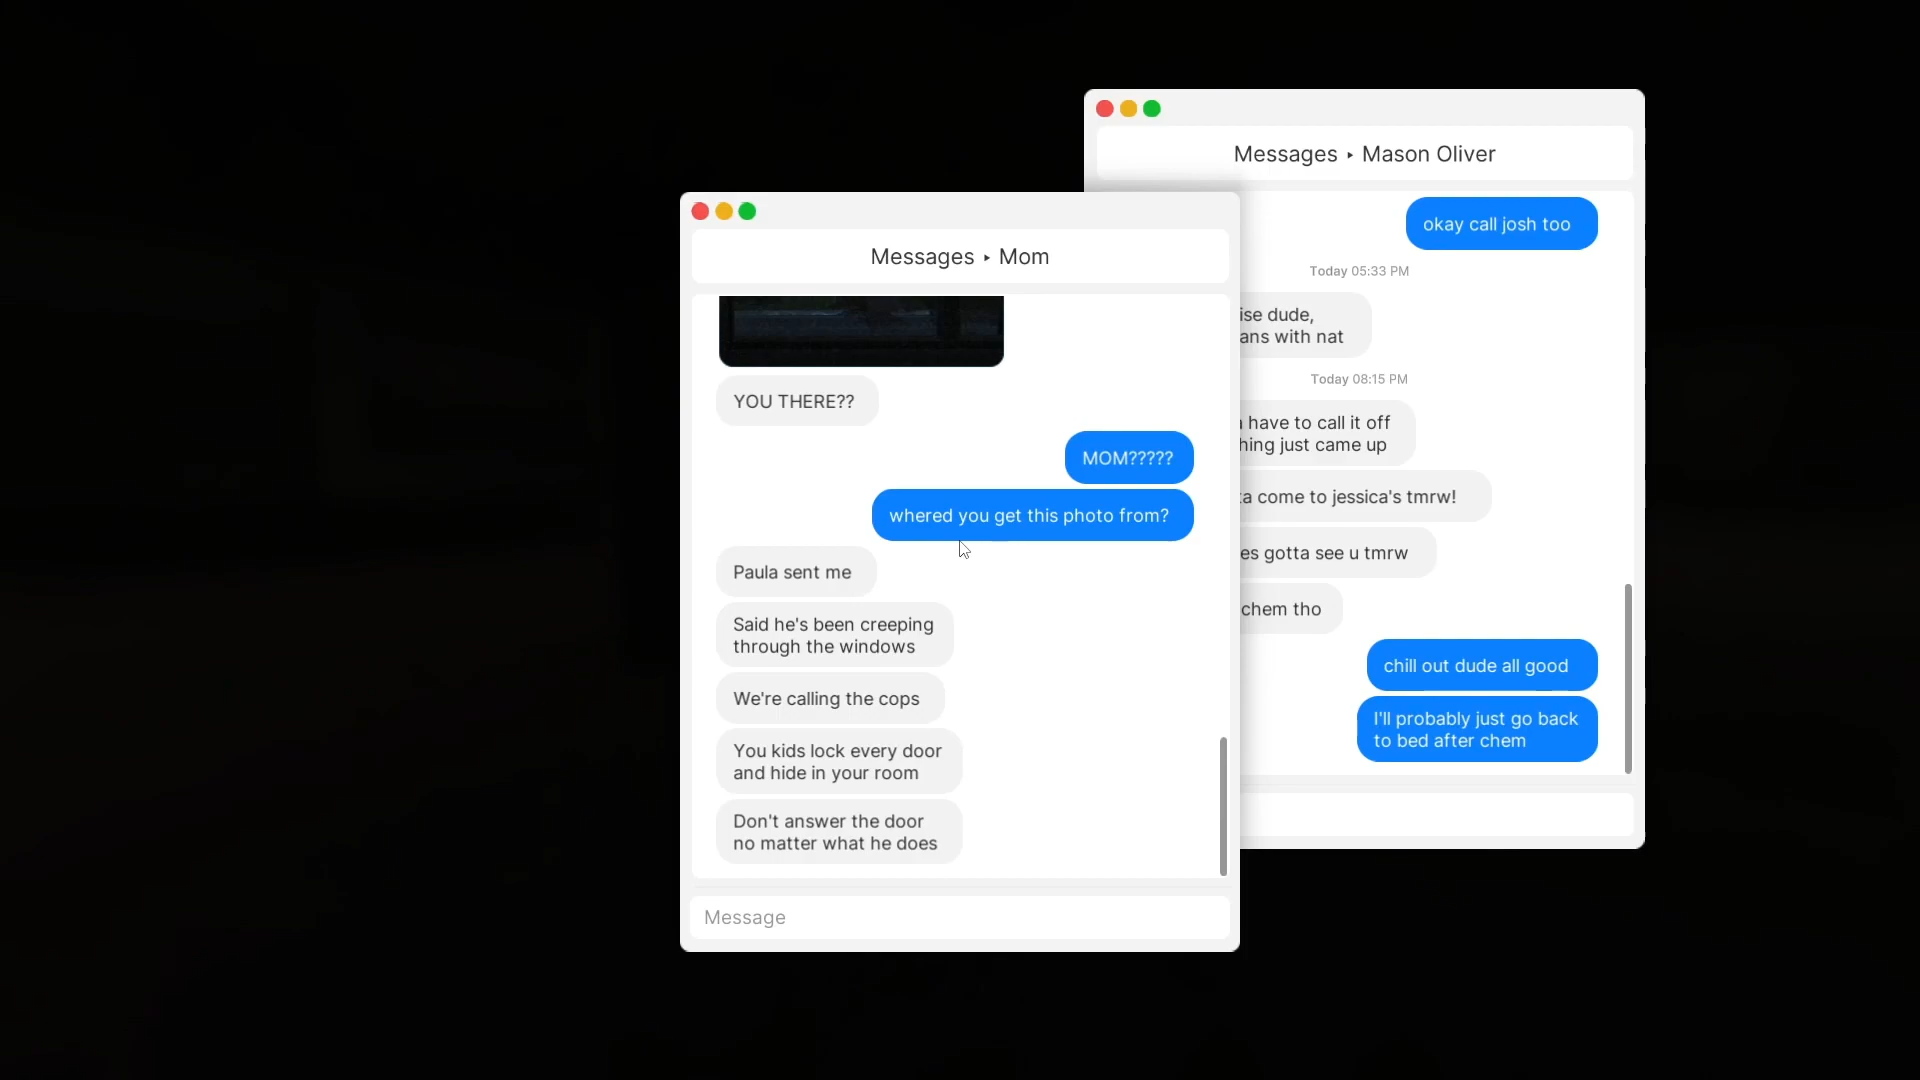 Messages ▸ Mom
YOU THERE??
MOM?????
whered you get this photo from?
Paula sent me
Said he's been creeping
through the windows
We're calling the cops
You kids lock every door
and hide in your room
Don't answer the door
no matter what he does
Message
Messages ▸ Mason Oliver
okay call josh too
Today 05:33 PM
dude,
with nat
Today 08:15 PM
have to call it off
just came up
come to jessica's tmrw!
gotta see u tmrw
chem tho
chill out dude all good
I'll probably just go back
to bed after chem